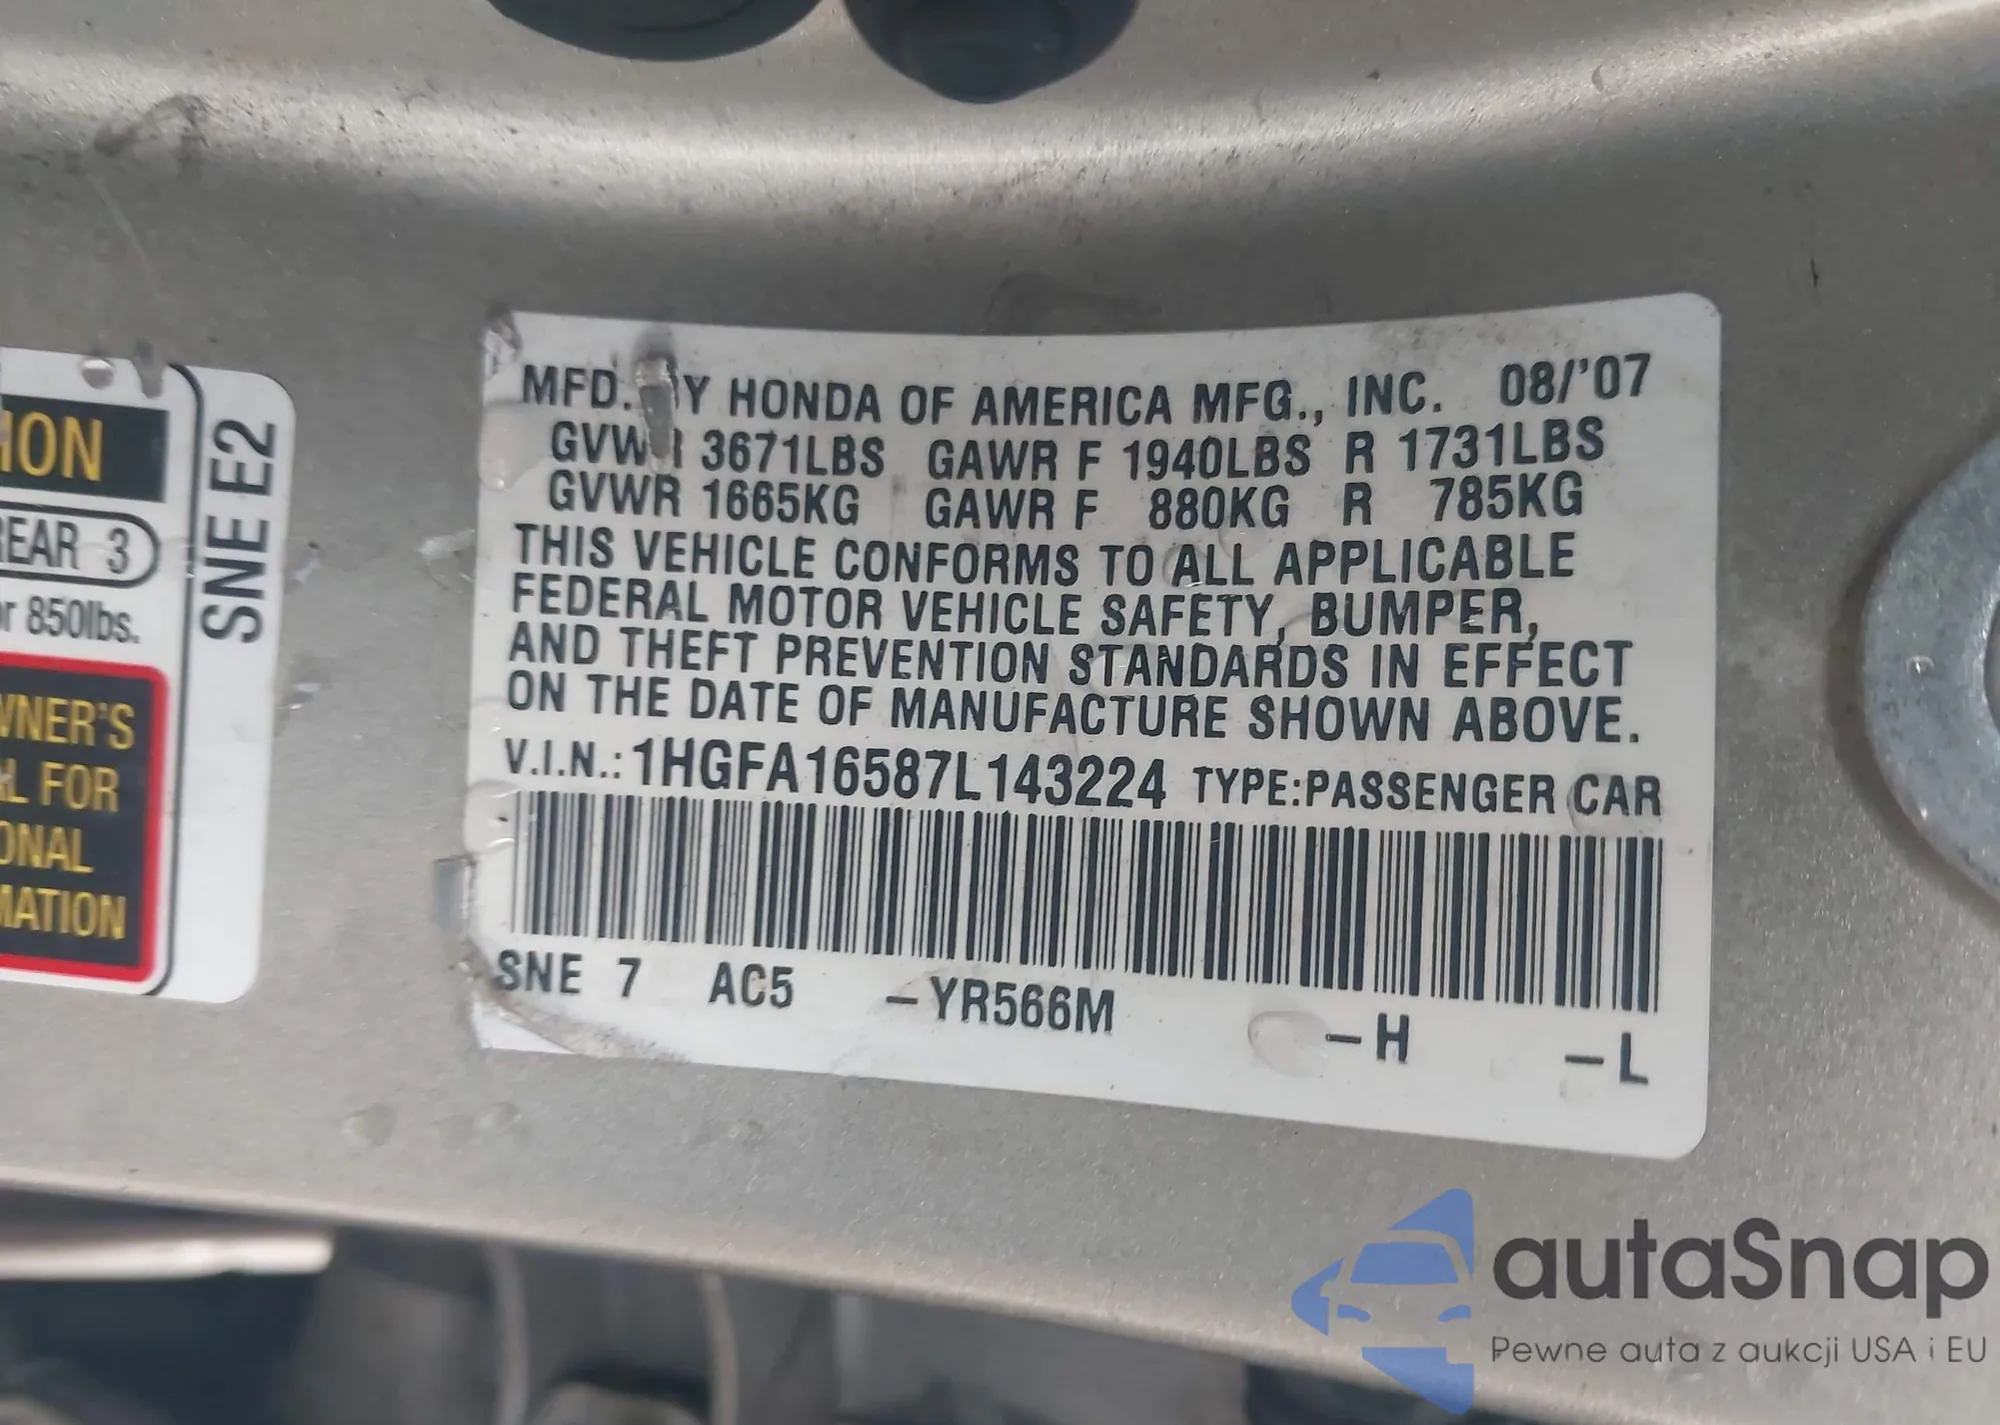 MFD. Y HONDA OF AMERICA MFG., INC. 08/'07
GVWR 3671LBS GAWR F 1940LBS R 1731LBS
GVWR 1665KG GAWR F 880KG R 785KG
THIS VEHICLE CONFORMS TO ALL APPLICABLE
FEDERAL MOTOR VEHICLE SAFETY, BUMPER,
AND THEFT PREVENTION STANDARDS IN EFFECT
ON THE DATE OF MANUFACTURE SHOWN ABOVE.
V.I.N.: 1HGFA16587L143224 TYPE:PASSENGER CAR
SNE 7 AC5 -YR566M -H -L
ION
REAR 3
or 850lbs.
WNER'S
AL FOR
ONAL
MATION
SNE E2
autaSnap
Pewne auta z aukcji USA i EU